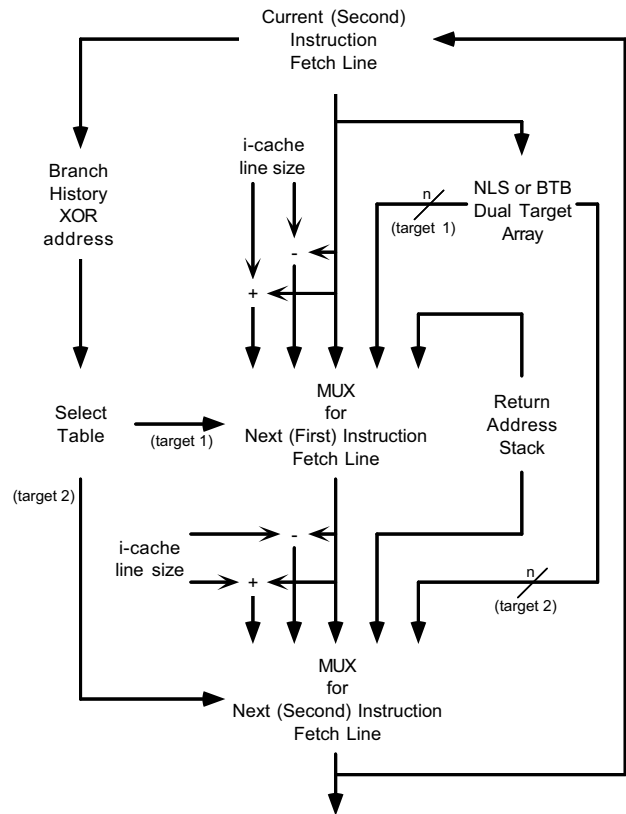 Current (Second)
Instruction
Fetch Line
i-cache
line size
Branch
History
XOR
address
NLS or BTB
Dual Target
Array
n
(target 1)
-
+
MUX
for
Next (First) Instruction
Fetch Line
Select
Table
(target 1)
Return
Address
Stack
(target 2)
i-cache
line size
-
+
n
(target 2)
MUX
for
Next (Second) Instruction
Fetch Line